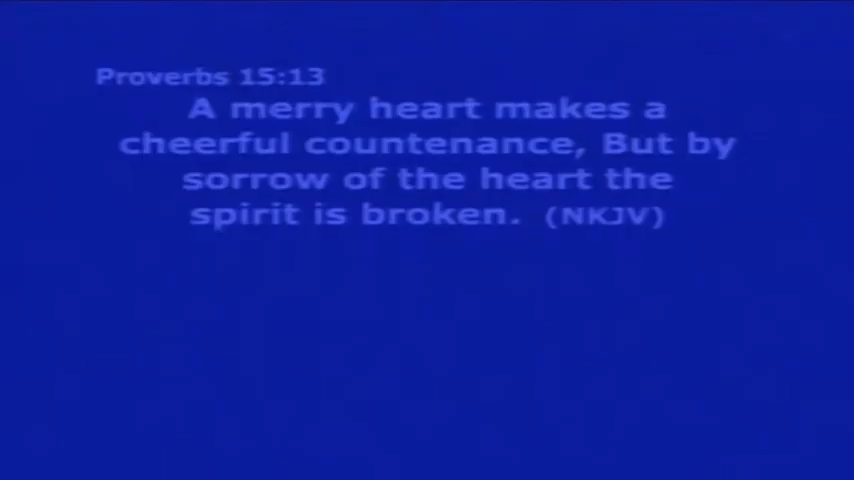 Proverbs 15:13
A merry heart makes a
cheerful countenance, But by
sorrow of the heart the
spirit is broken. (NKJV)